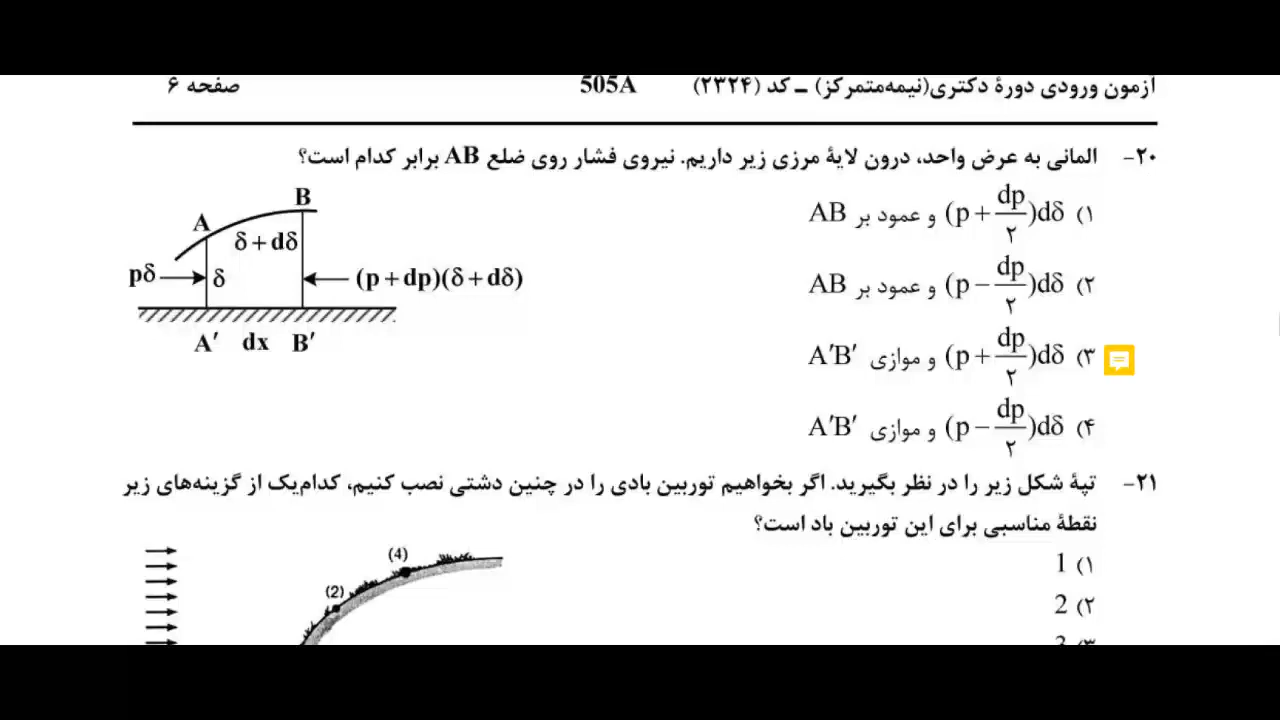 آزمون ورودی دورهٔ دکتری(نیمه‌متمرکز) ـ کد (۲۳۲۴) 505A صفحه ۶
۲۰- المانی به عرض واحد، درون لایهٔ مرزی زیر داریم. نیروی فشار روی ضلع AB برابر کدام است؟
۱) (p + dp/۲)dδ و عمود بر AB
۲) (p − dp/۲)dδ و عمود بر AB
۳) (p + dp/۲)dδ و موازی A′B′
۴) (p − dp/۲)dδ و موازی A′B′
A B
δ + dδ
pδ δ (p + dp)(δ + dδ)
A′ dx B′
۲۱- تپهٔ شکل زیر را در نظر بگیرید. اگر بخواهیم توربین بادی را در چنین دشتی نصب کنیم، کدام‌یک از گزینه‌های زیر
نقطهٔ مناسبی برای این توربین باد است؟
۱) 1
۲) 2
(4)
(2)